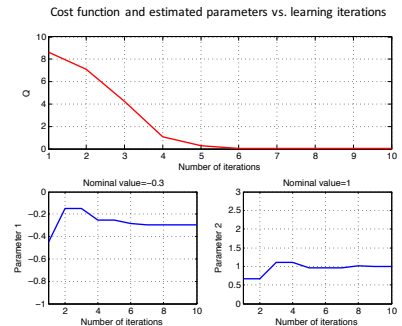 Cost function and estimated parameters vs. learning iterations
10
8
6
4
2
0
Q
1 2 3 4 5 6 7 8 9 10
Number of iterations
Nominal value=−0.3
0
−0.2
−0.4
−0.6
−0.8
−1
Parameter 1
2 4 6 8 10
Number of iterations
Nominal value=1
3
2.5
2
1.5
1
0.5
0
Parameter 2
2 4 6 8 10
Number of iterations